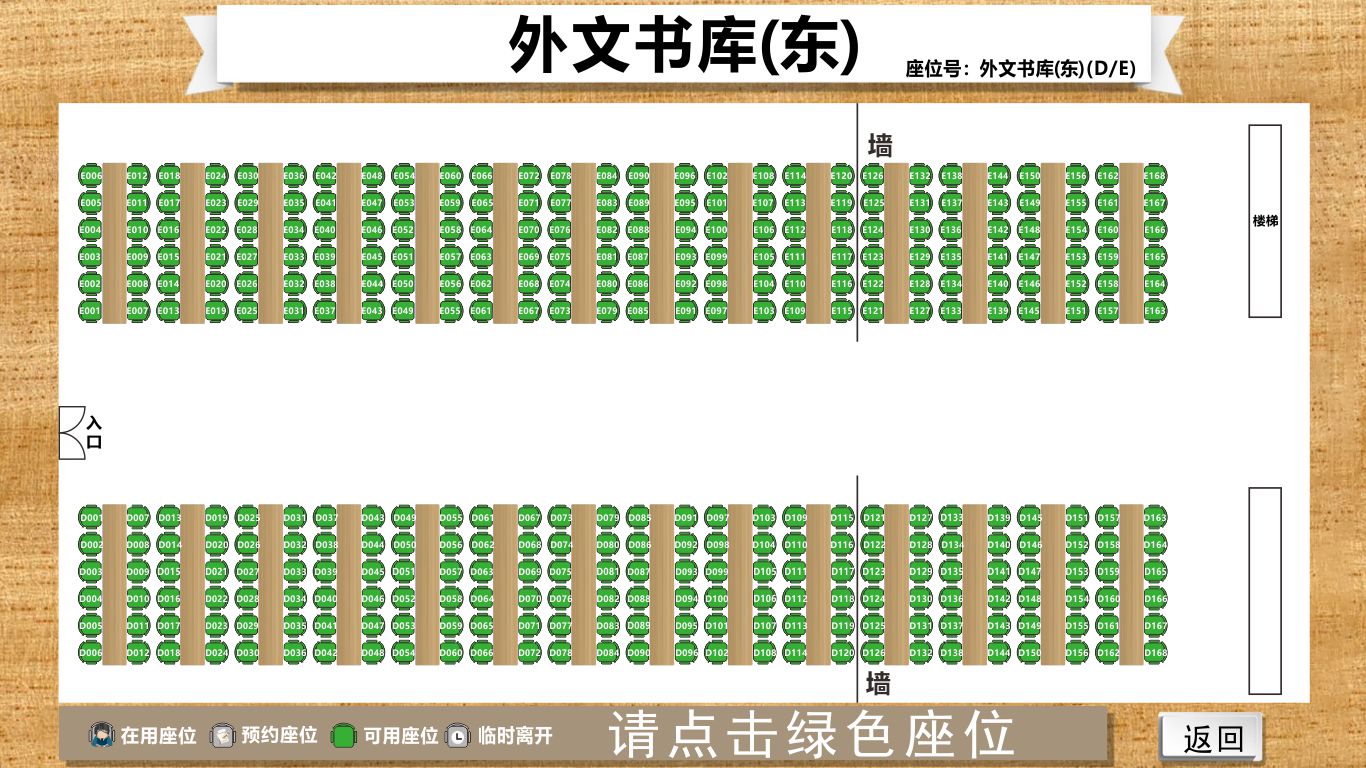 外文书库(东)
座位号：外文书库(东)(D/E)
墙
E006 E012 E018 E024 E030 E036 E042 E048 E054 E060 E066 E072 E078 E084 E090 E096 E102 E108 E114 E120 E126 E132 E138 E144 E150 E156 E162 E168
E005 E011 E017 E023 E029 E035 E041 E047 E053 E059 E065 E071 E077 E083 E089 E095 E101 E107 E113 E119 E125 E131 E137 E143 E149 E155 E161 E167
楼梯
E004 E010 E016 E022 E028 E034 E040 E046 E052 E058 E064 E070 E076 E082 E088 E094 E100 E106 E112 E118 E124 E130 E136 E142 E148 E154 E160 E166
E003 E009 E015 E021 E027 E033 E039 E045 E051 E057 E063 E069 E075 E081 E087 E093 E099 E105 E111 E117 E123 E129 E135 E141 E147 E153 E159 E165
E002 E008 E014 E020 E026 E032 E038 E044 E050 E056 E062 E068 E074 E080 E086 E092 E098 E104 E110 E116 E122 E128 E134 E140 E146 E152 E158 E164
E001 E007 E013 E019 E025 E031 E037 E043 E049 E055 E061 E067 E073 E079 E085 E091 E097 E103 E109 E115 E121 E127 E133 E139 E145 E151 E157 E163
入
口
D001 D007 D013 D019 D025 D031 D037 D043 D049 D055 D061 D067 D073 D079 D085 D091 D097 D103 D109 D115 D121 D127 D133 D139 D145 D151 D157 D163
D002 D008 D014 D020 D026 D032 D038 D044 D050 D056 D062 D068 D074 D080 D086 D092 D098 D104 D110 D116 D122 D128 D134 D140 D146 D152 D158 D164
D003 D009 D015 D021 D027 D033 D039 D045 D051 D057 D063 D069 D075 D081 D087 D093 D099 D105 D111 D117 D123 D129 D135 D141 D147 D153 D159 D165
D004 D010 D016 D022 D028 D034 D040 D046 D052 D058 D064 D070 D076 D082 D088 D094 D100 D106 D112 D118 D124 D130 D136 D142 D148 D154 D160 D166
D005 D011 D017 D023 D029 D035 D041 D047 D053 D059 D065 D071 D077 D083 D089 D095 D101 D107 D113 D119 D125 D131 D137 D143 D149 D155 D161 D167
D006 D012 D018 D024 D030 D036 D042 D048 D054 D060 D066 D072 D078 D084 D090 D096 D102 D108 D114 D120 D126 D132 D138 D144 D150 D156 D162 D168
墙
在用座位 预约座位 可用座位 临时离开 请点击绿色座位 返回